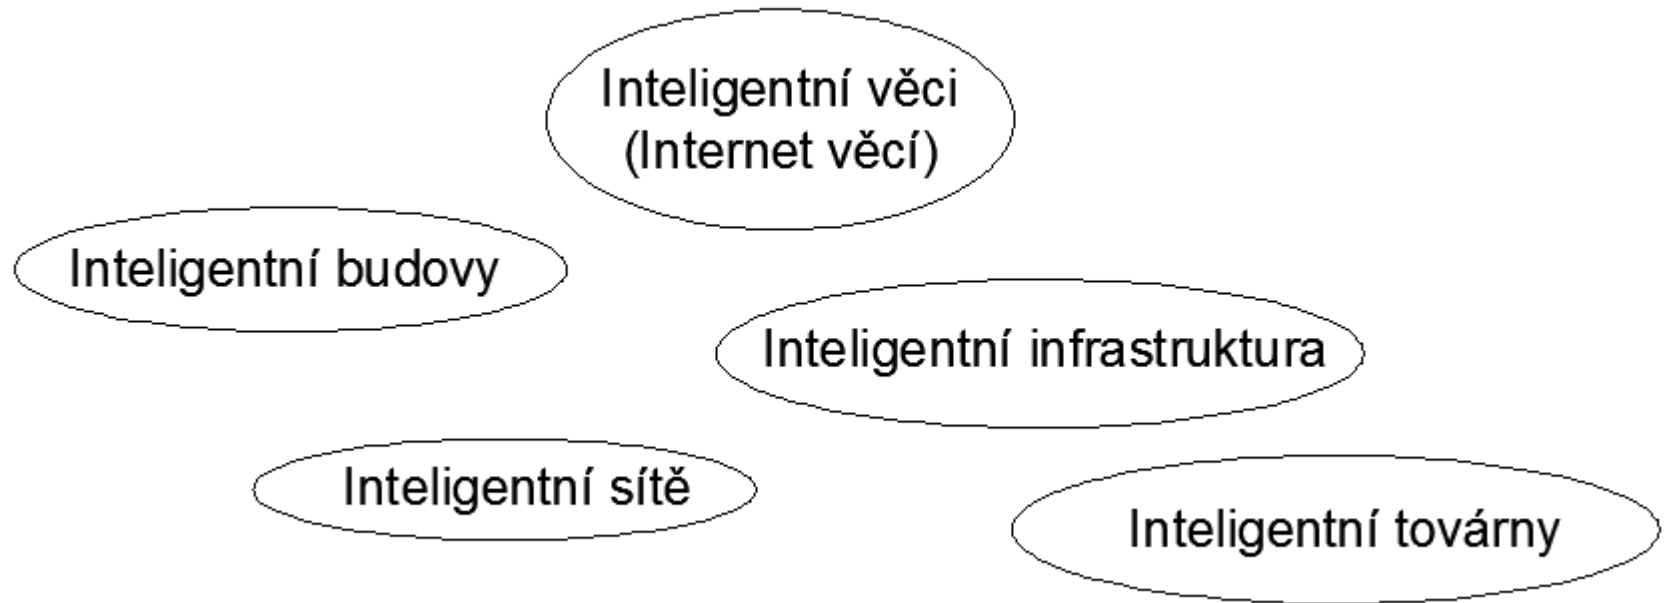 Inteligentní věci
(Internet věcí)
Inteligentní budovy
Inteligentní infrastruktura
Inteligentní sítě
Inteligentní továrny